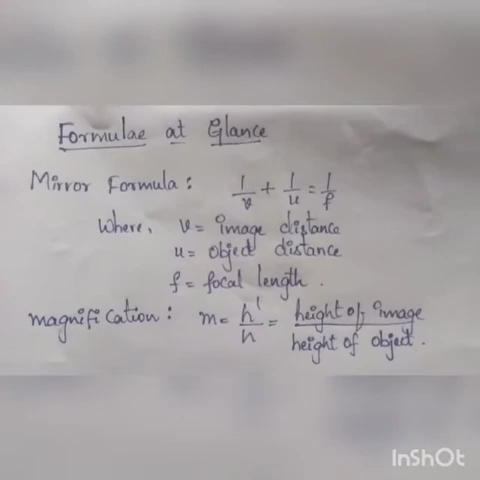 Formulae at Glance
Mirror Formula: 1/v + 1/u = 1/f
Where, v = image distance
u = object distance
f = focal length.
magnification: m = h'/h = height of image / height of object.
InShOt